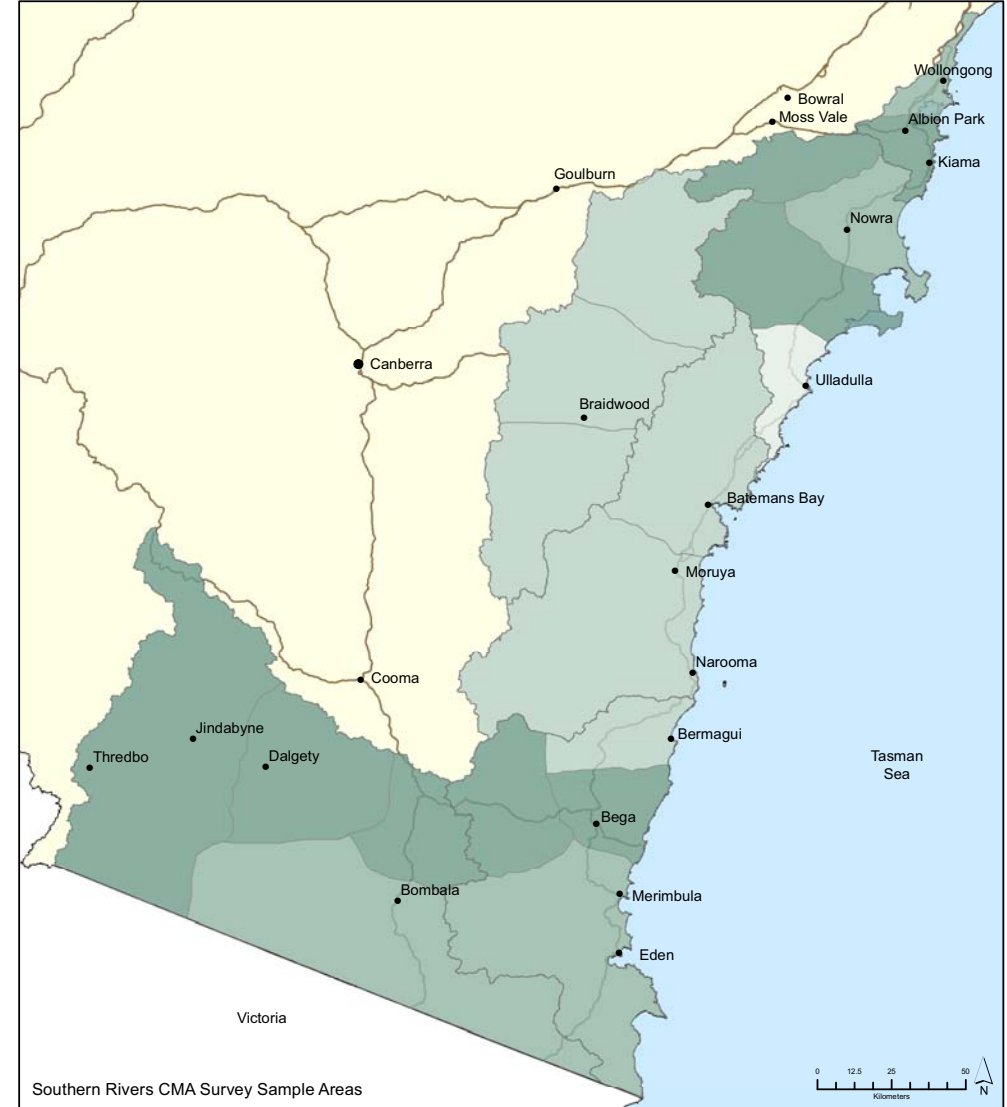 Wollongong
Bowral
Moss Vale
Albion Park
Kiama
Goulburn
Nowra
Canberra
Ulladulla
Braidwood
Batemans Bay
Moruya
Narooma
Cooma
Jindabyne
Bermagui
Thredbo
Dalgety
Tasman
Sea
Bega
Bombala
Merimbula
Eden
Victoria
Southern Rivers CMA Survey Sample Areas
0 12.5 25 50
Kilometers
N